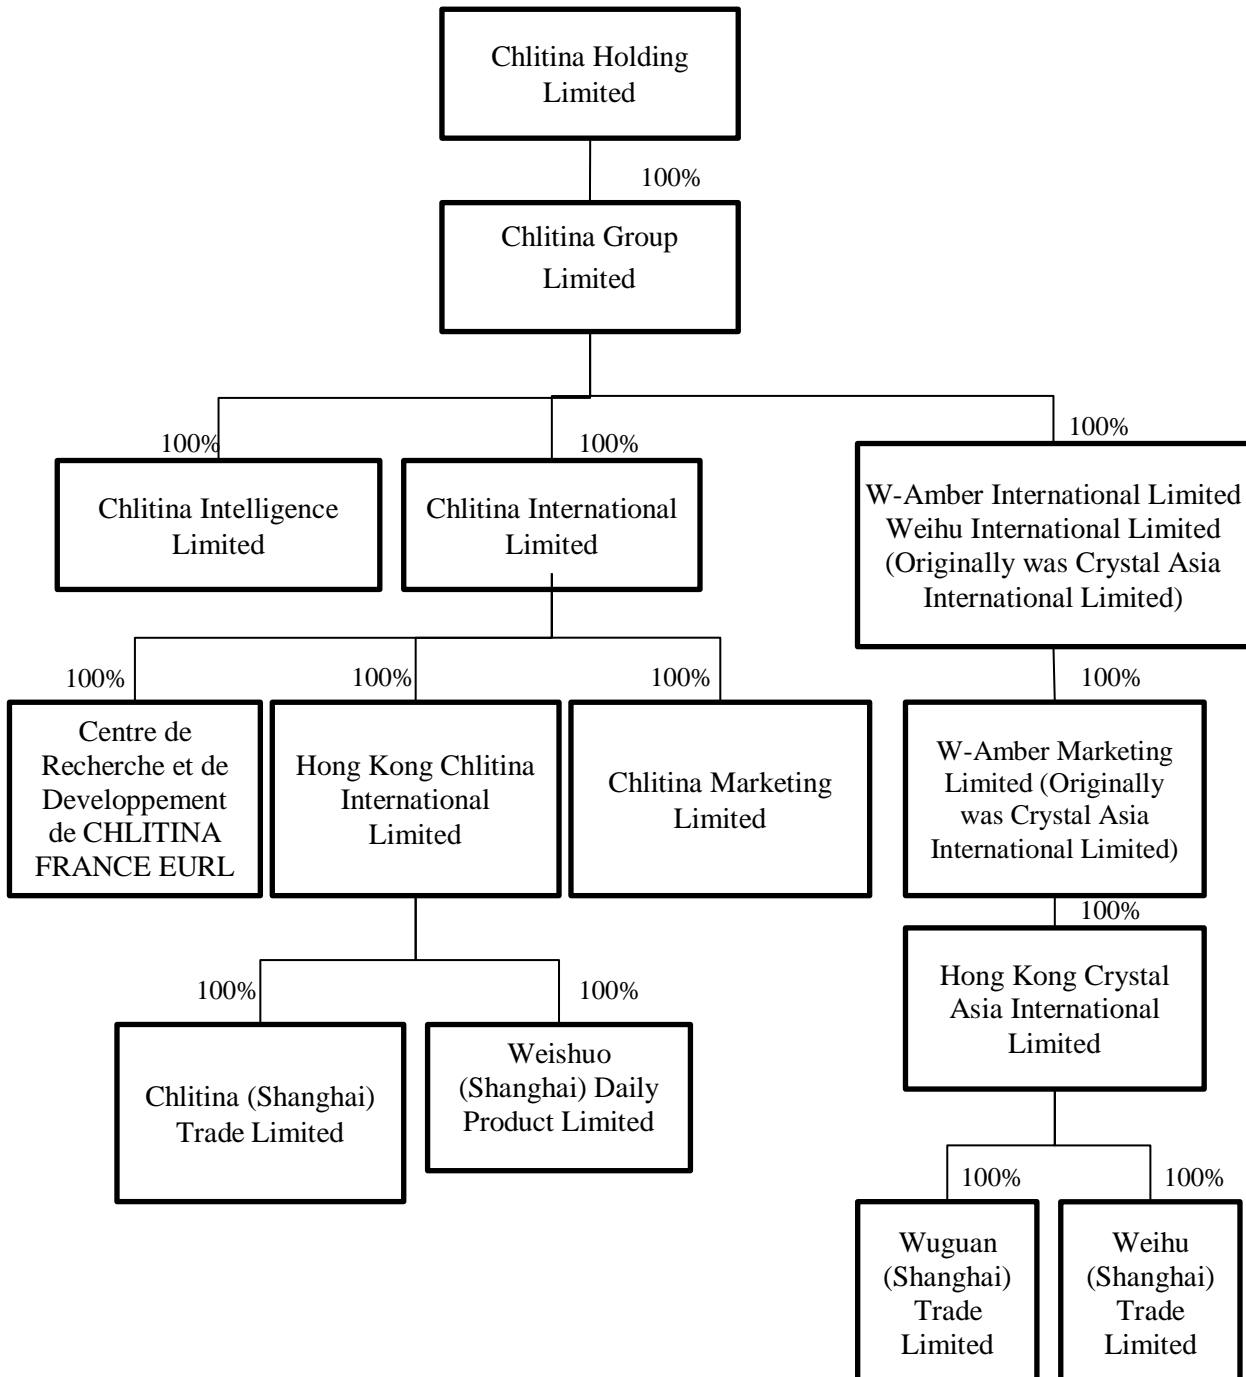 Chlitina Holding
Limited
100%
Chlitina Group
Limited
100%
100%
100%
Chlitina Intelligence
Limited
Chlitina International
Limited
W-Amber International Limited
Weihu International Limited
(Originally was Crystal Asia
International Limited)
100%
100%
100%
100%
Centre de
Recherche et de
Developpement
de CHLITINA
FRANCE EURL
Hong Kong Chlitina
International
Limited
Chlitina Marketing
Limited
W-Amber Marketing
Limited (Originally
was Crystal Asia
International Limited)
100%
Hong Kong Crystal
Asia International
Limited
100%
100%
Chlitina (Shanghai)
Trade Limited
Weishuo
(Shanghai) Daily
Product Limited
100%
100%
Wuguan
(Shanghai)
Trade
Limited
Weihu
(Shanghai)
Trade
Limited